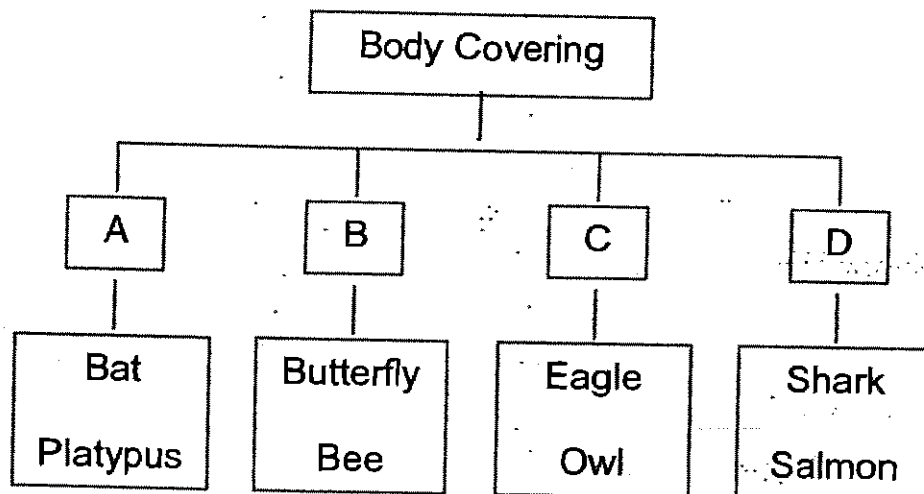 Body Covering
A
B
C
D
Bat
Platypus
Butterfly
Bee
Eagle
Owl
Shark
Salmon